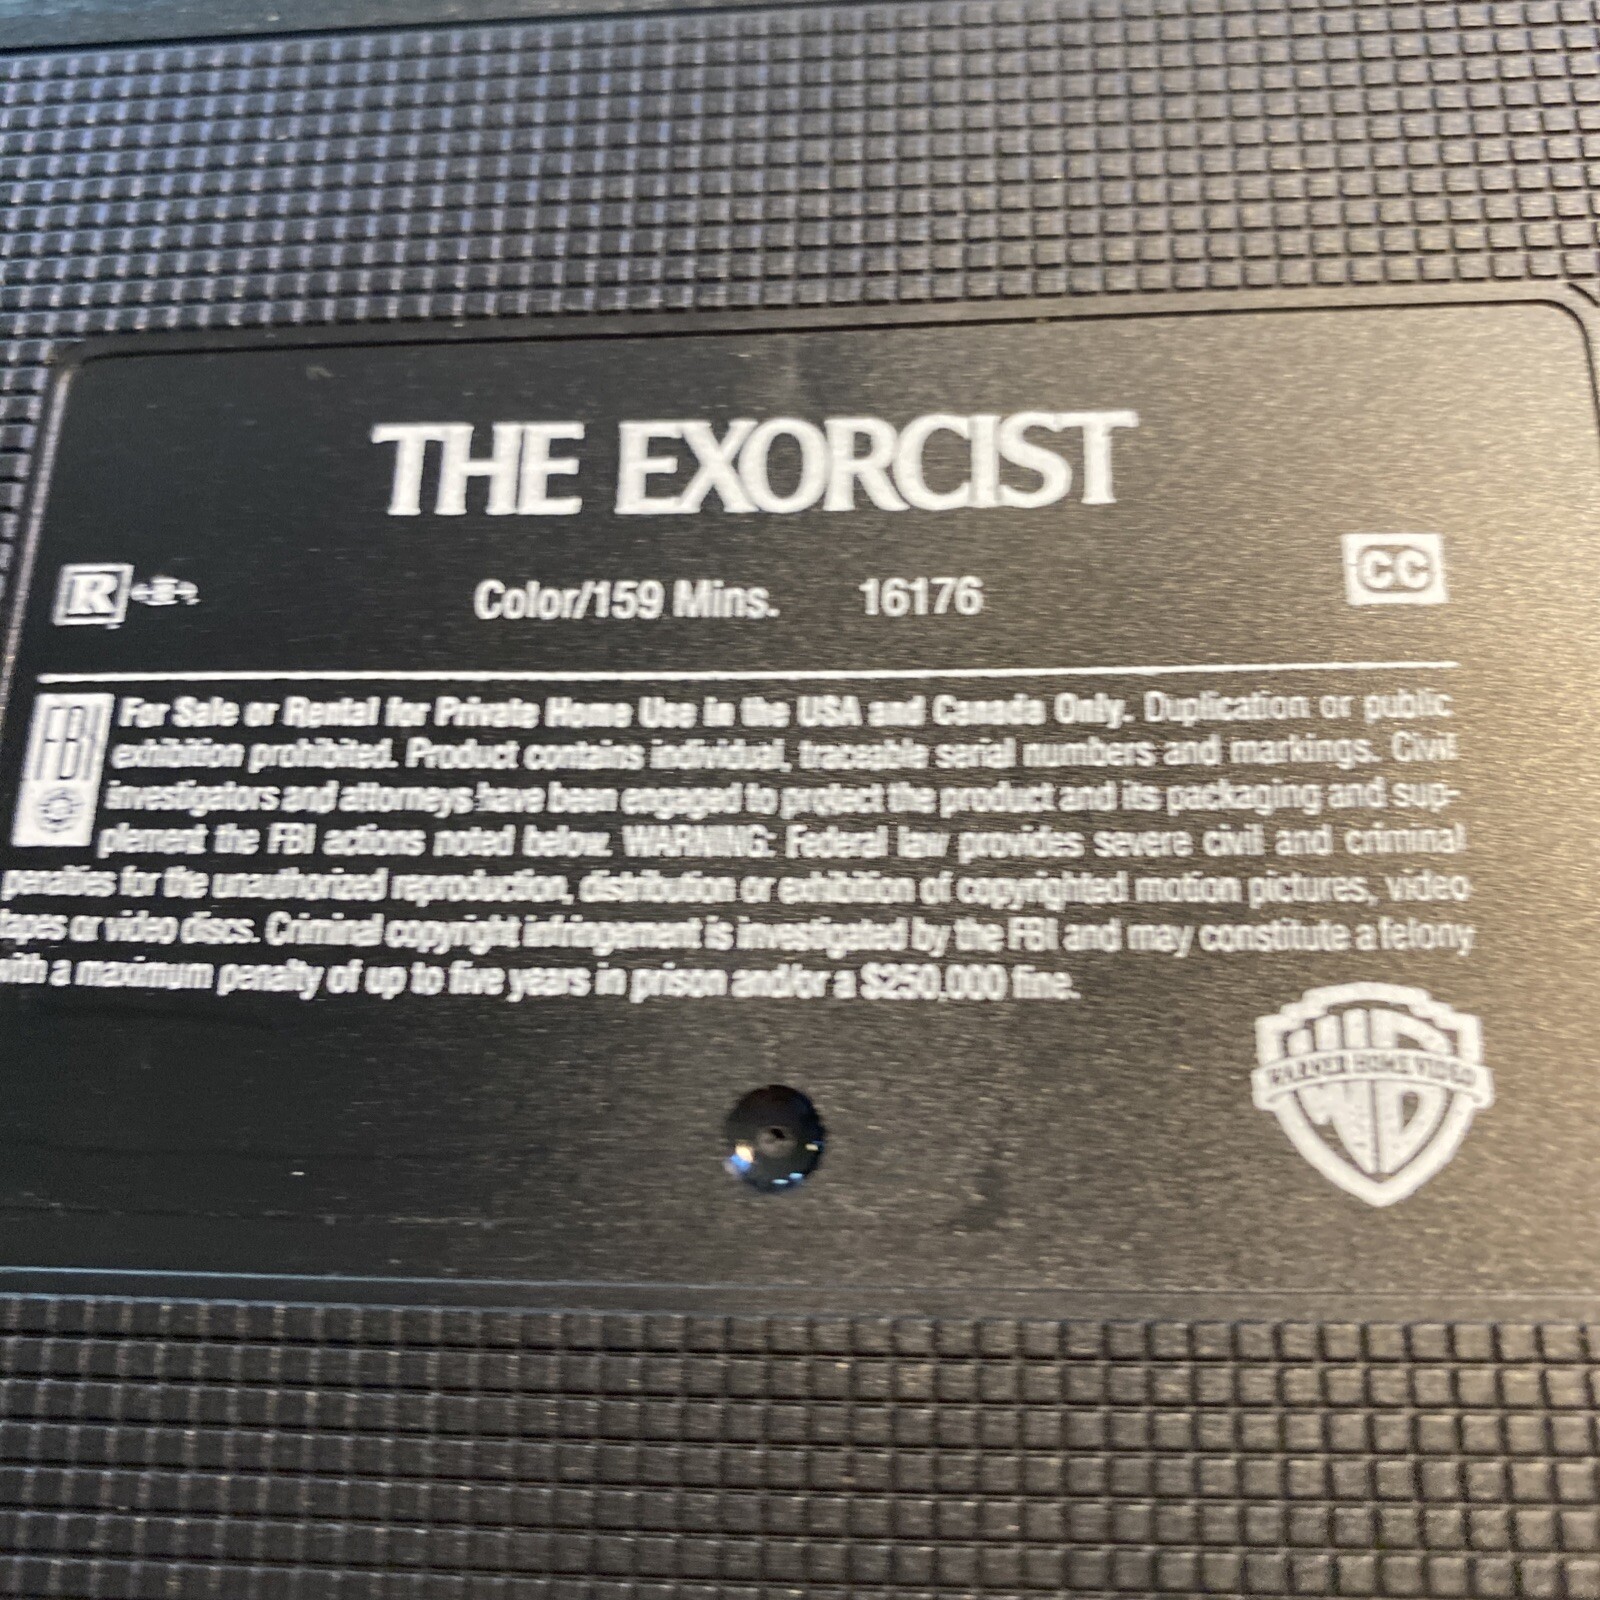 THE EXORCIST
R Color/159 Mins. 16176 CC
FBI For Sale or Rental for Private Home Use in the USA and Canada Only. Duplication or public
exhibition prohibited. Product contains individual, traceable serial numbers and markings. Civil
investigators and attorneys have been engaged to protect the product and its packaging and sup-
plement the FBI actions noted below. WARNING: Federal law provides severe civil and criminal
penalties for the unauthorized reproduction, distribution or exhibition of copyrighted motion pictures, video
tapes or video discs. Criminal copyright infringement is investigated by the FBI and may constitute a felony
with a maximum penalty of up to five years in prison and/or a $250,000 fine.
WB
WARNER HOME VIDEO